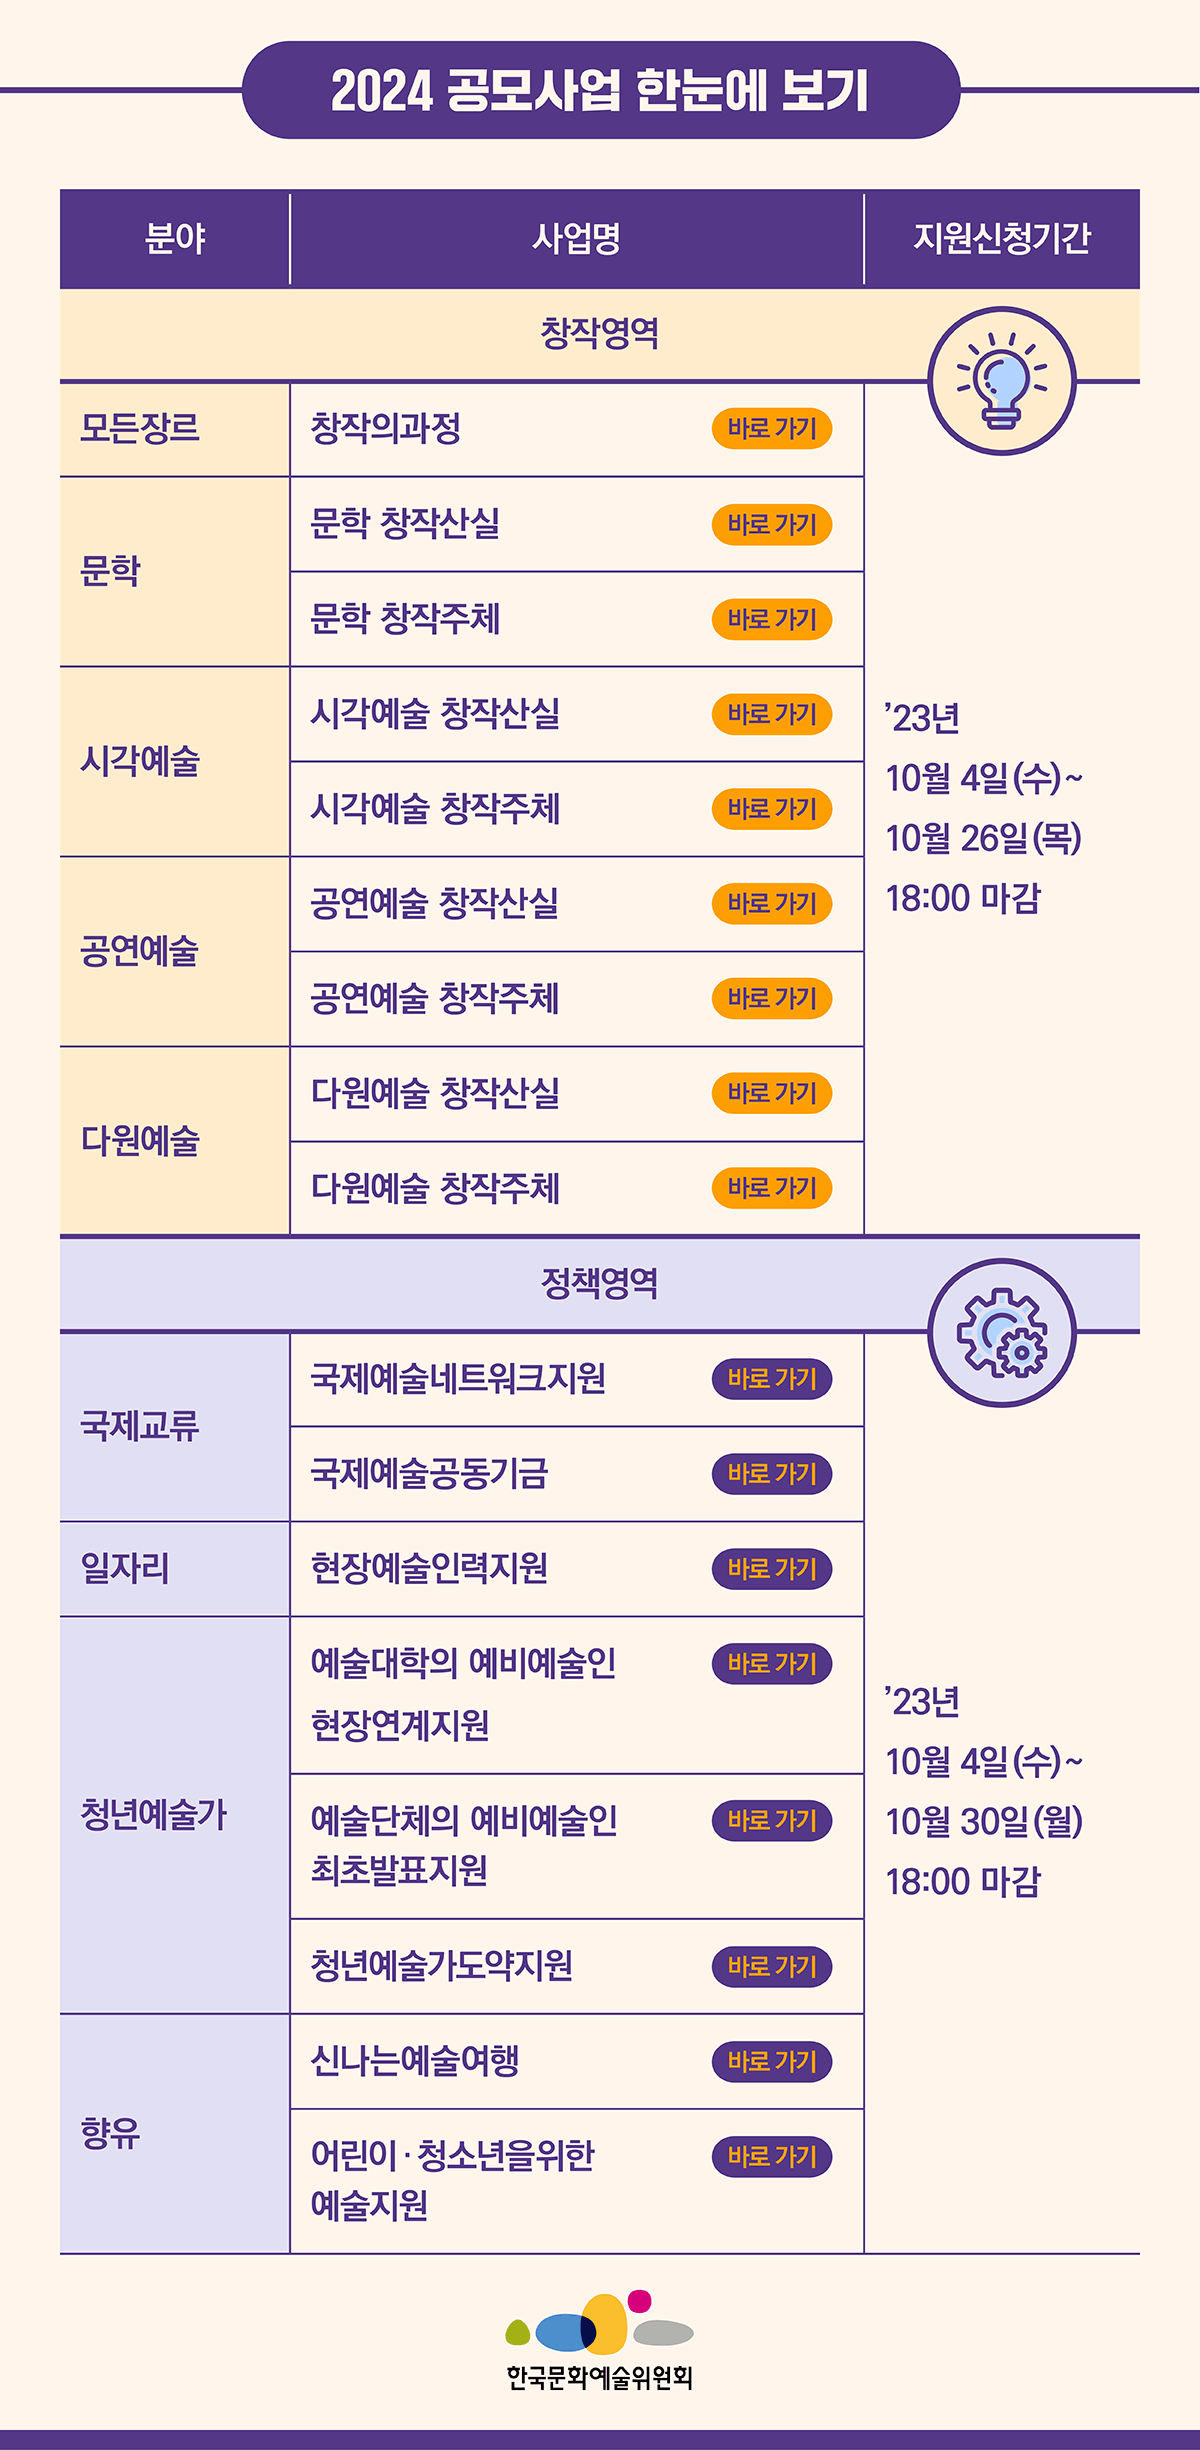 2024 공모사업 한눈에 보기
분야 사업명 지원신청기간
창작영역
모든장르
창작의과정 바로 가기
문학
문학 창작산실 바로 가기
문학 창작주체 바로 가기
시각예술
시각예술 창작산실 바로 가기
시각예술 창작주체 바로 가기
공연예술
공연예술 창작산실 바로 가기
공연예술 창작주체 바로 가기
다원예술
다원예술 창작산실 바로 가기
다원예술 창작주체 바로 가기
’23년
10월 4일(수)~
10월 26일(목)
18:00 마감
정책영역
국제교류
국제예술네트워크지원 바로 가기
국제예술공동기금 바로 가기
일자리
현장예술인력지원 바로 가기
청년예술가
예술대학의 예비예술인 바로 가기
현장연계지원
예술단체의 예비예술인 바로 가기
최초발표지원
청년예술가도약지원 바로 가기
향유
신나는예술여행 바로 가기
어린이·청소년을위한 바로 가기
예술지원
’23년
10월 4일(수)~
10월 30일(월)
18:00 마감
한국문화예술위원회